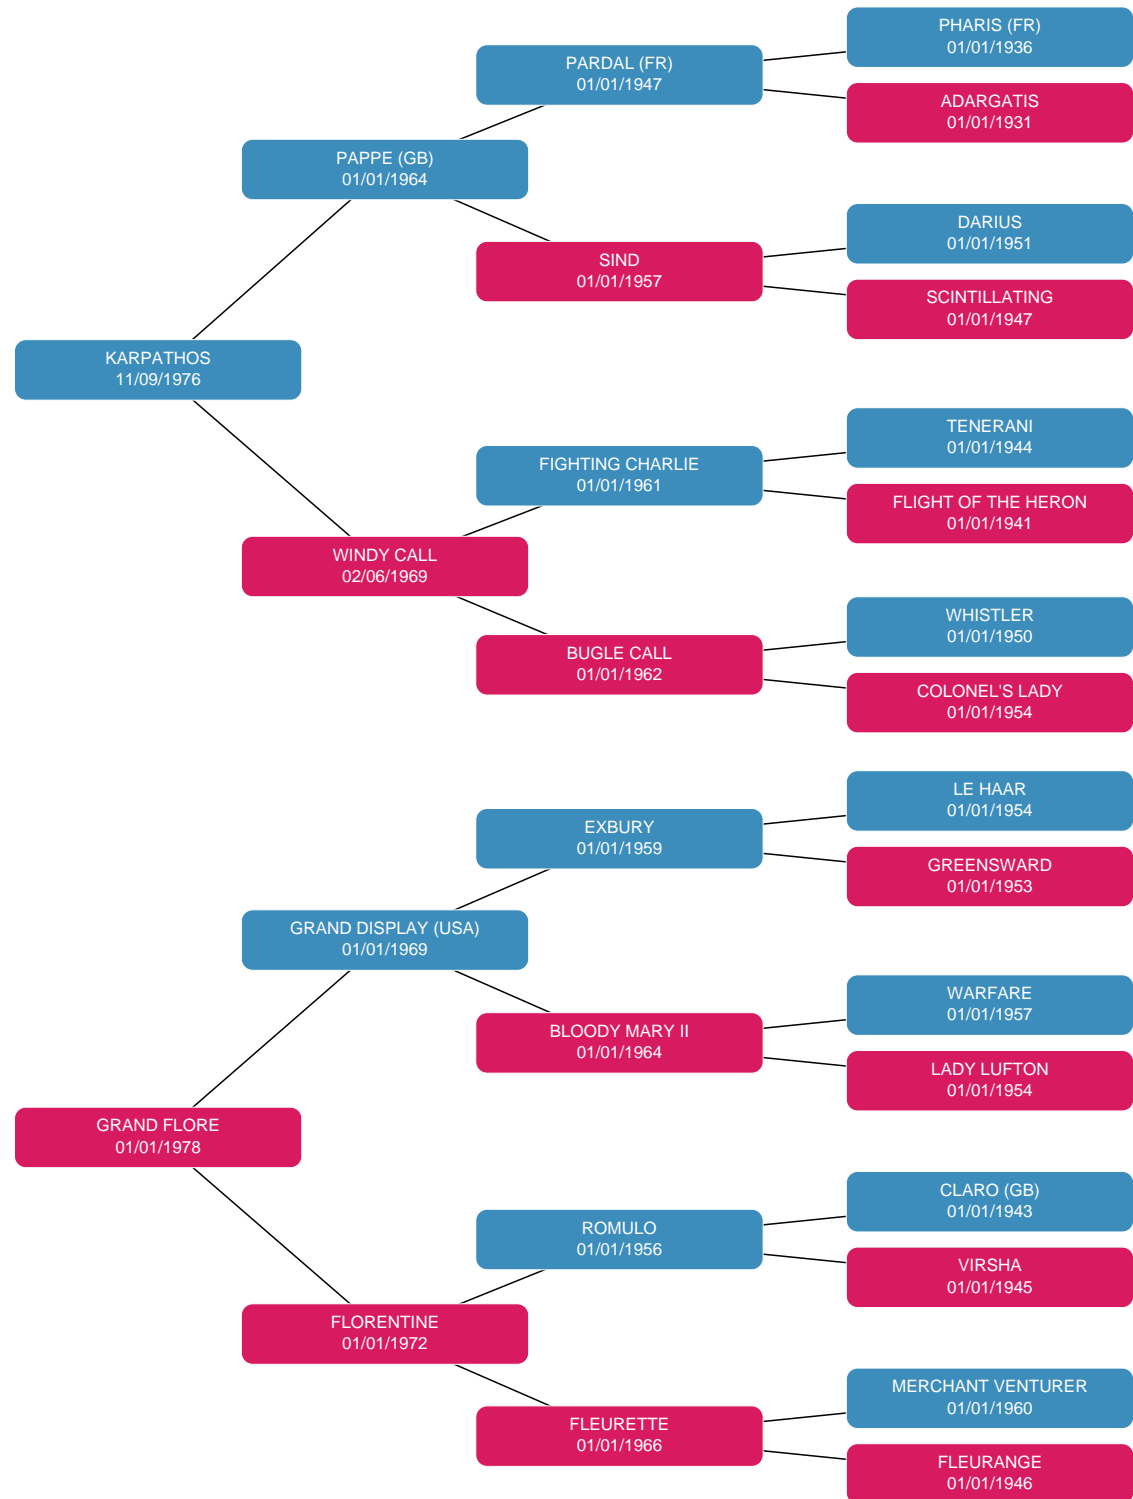 PHARIS (FR)
01/01/1936
PARDAL (FR)
01/01/1947
ADARGATIS
01/01/1931
PAPPE (GB)
01/01/1964
DARIUS
01/01/1951
SIND
01/01/1957
SCINTILLATING
01/01/1947
KARPATHOS
11/09/1976
TENERANI
01/01/1944
FIGHTING CHARLIE
01/01/1961
FLIGHT OF THE HERON
01/01/1941
WINDY CALL
02/06/1969
WHISTLER
01/01/1950
BUGLE CALL
01/01/1962
COLONEL'S LADY
01/01/1954
LE HAAR
01/01/1954
EXBURY
01/01/1959
GREENSWARD
01/01/1953
GRAND DISPLAY (USA)
01/01/1969
WARFARE
01/01/1957
BLOODY MARY II
01/01/1964
LADY LUFTON
01/01/1954
GRAND FLORE
01/01/1978
CLARO (GB)
01/01/1943
ROMULO
01/01/1956
VIRSHA
01/01/1945
FLORENTINE
01/01/1972
MERCHANT VENTURER
01/01/1960
FLEURETTE
01/01/1966
FLEURANGE
01/01/1946